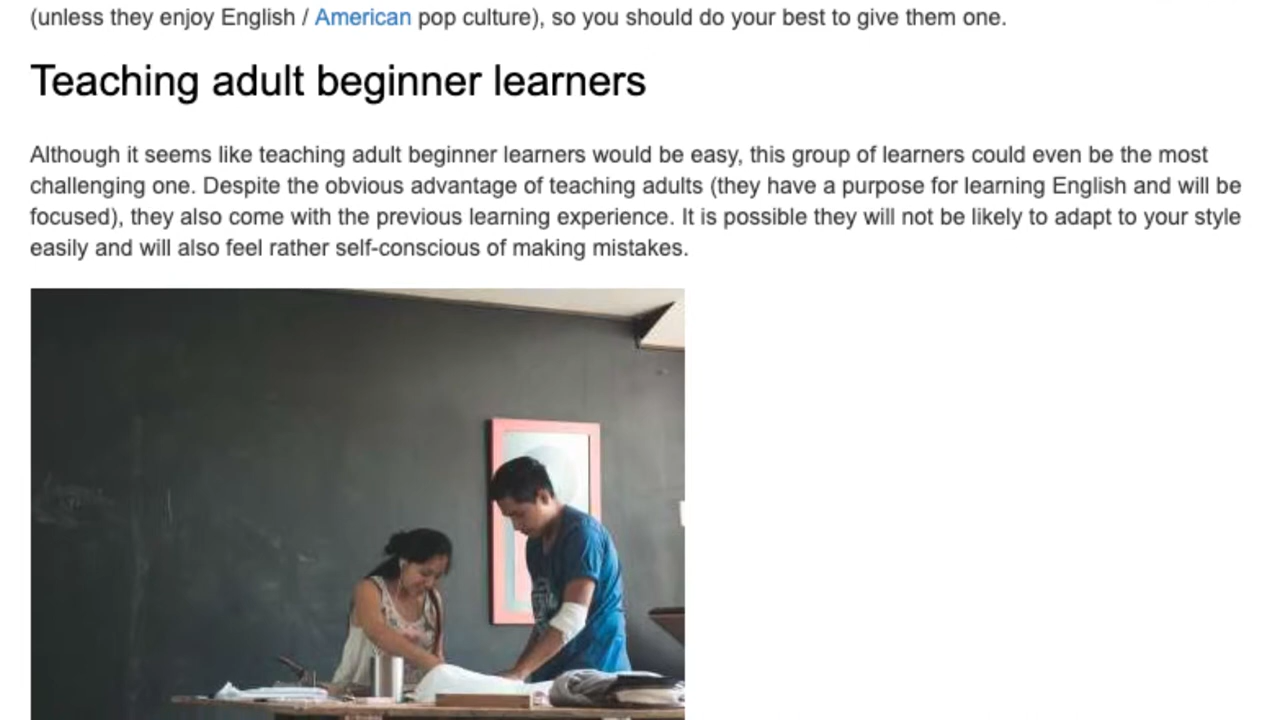 (unless they enjoy English / American pop culture), so you should do your best to give them one.
Teaching adult beginner learners
Although it seems like teaching adult beginner learners would be easy, this group of learners could even be the most
challenging one. Despite the obvious advantage of teaching adults (they have a purpose for learning English and will be
focused), they also come with the previous learning experience. It is possible they will not be likely to adapt to your style
easily and will also feel rather self-conscious of making mistakes.